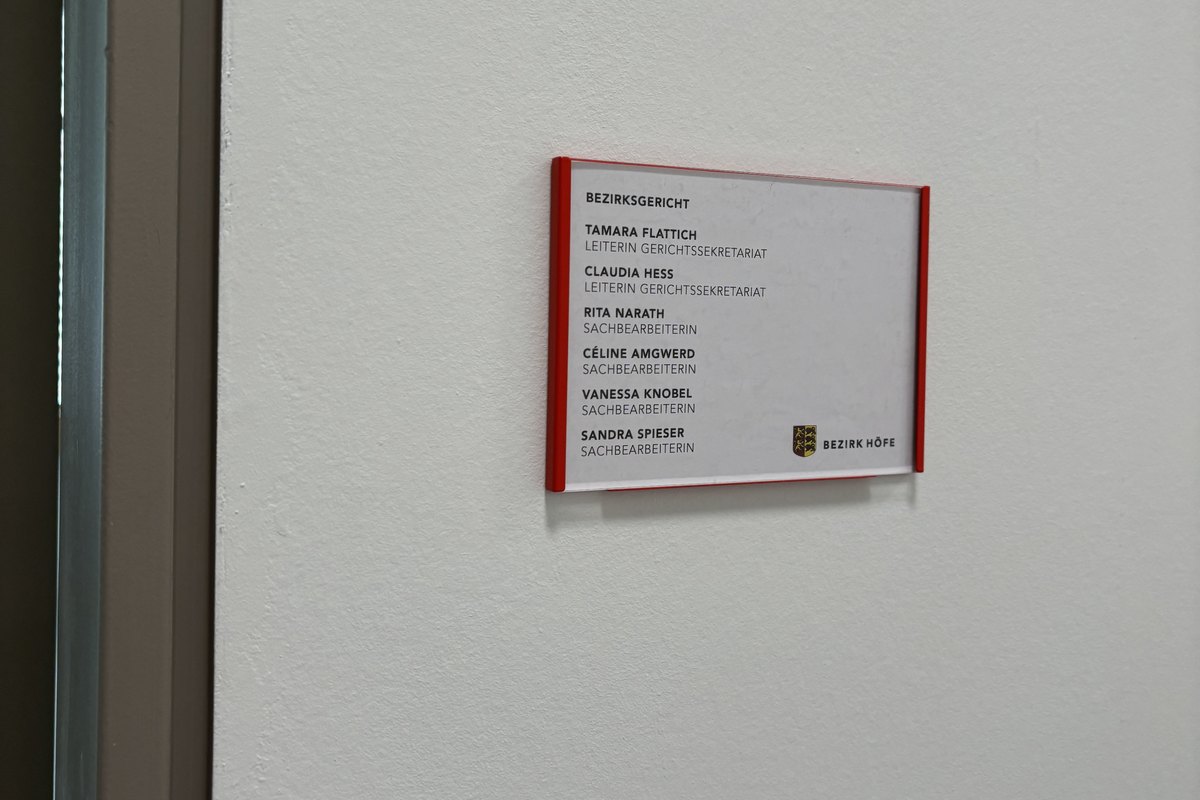 BEZIRKSGERICHT
TAMARA FLATTICH
LEITERIN GERICHTSSEKRETARIAT
CLAUDIA HESS
LEITERIN GERICHTSSEKRETARIAT
RITA NARATH
SACHBEARBEITERIN
CÉLINE AMGWERD
SACHBEARBEITERIN
VANESSA KNOBEL
SACHBEARBEITERIN
SANDRA SPIESER
SACHBEARBEITERIN
BEZIRK HÖFE